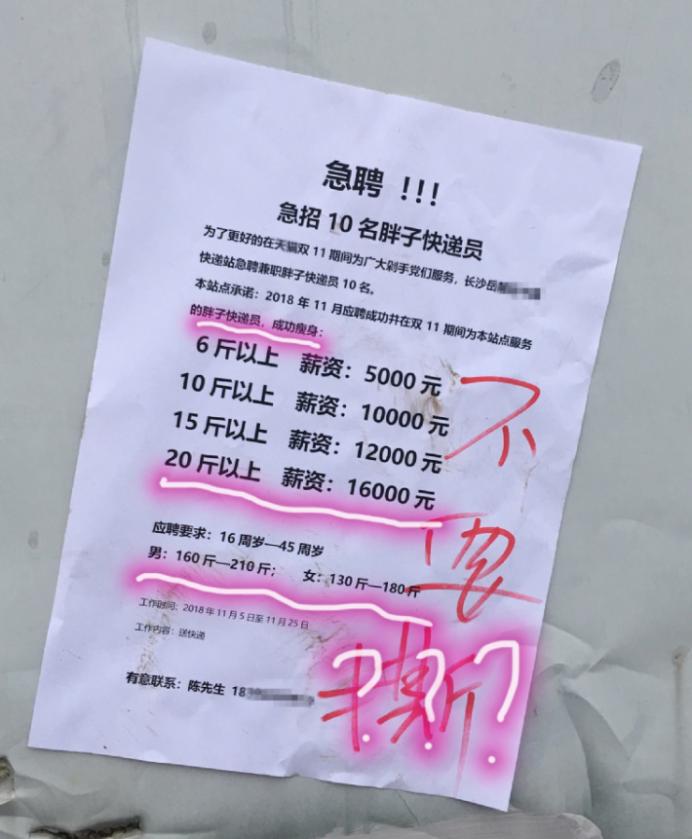 急聘 !!!
急招 10 名胖子快递员
为了更好的在天猫双 11 期间为广大剁手党们服务，长沙岳
快递站急聘兼职胖子快递员 10 名。
本站点承诺：2018 年 11 月应聘成功并在双 11 期间为本站点服务
的胖子快递员，成功瘦身：
6 斤以上 薪资：5000 元
10 斤以上 薪资：10000 元
15 斤以上 薪资：12000 元
20 斤以上 薪资：16000 元
应聘要求：16 周岁—45 周岁
男：160 斤—210 斤； 女：130 斤—180 斤
工作时间：2018 年 11 月 5 日至 11 月 25 日
工作内容：送快递
有意联系：陈先生 18
不
要
撕
???